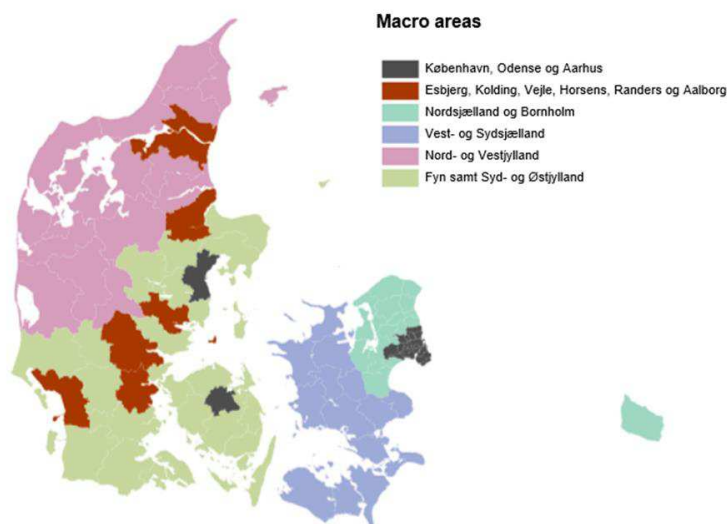 Macro areas
København, Odense og Aarhus
Esbjerg, Kolding, Vejle, Horsens, Randers og Aalborg
Nordsjælland og Bornholm
Vest- og Sydsjælland
Nord- og Vestjylland
Fyn samt Syd- og Østjylland